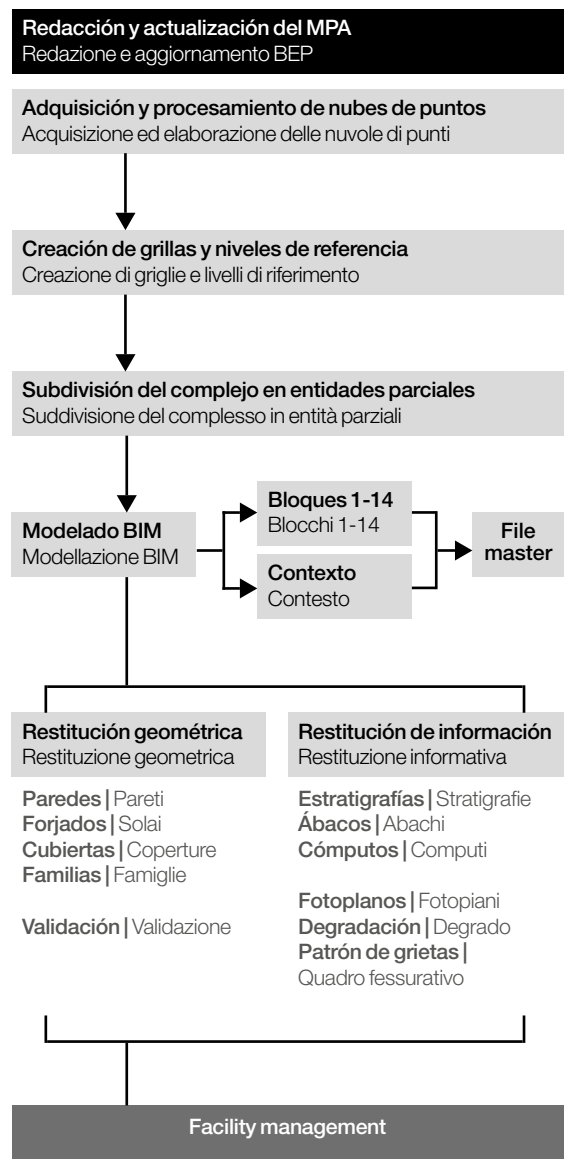 Redacción y actualización del MPA
Redazione e aggiornamento BEP
Adquisición y procesamiento de nubes de puntos
Acquisizione ed elaborazione delle nuvole di punti
Creación de grillas y niveles de referencia
Creazione di griglie e livelli di riferimento
Subdivisión del complejo en entidades parciales
Suddivisione del complesso in entità parziali
Modelado BIM
Modellazione BIM
Bloques 1-14
Blocchi 1-14
Contexto
Contesto
File
master
Restitución geométrica
Restituzione geometrica
Paredes | Pareti
Forjados | Solai
Cubiertas | Coperture
Familias | Famiglie
Validación | Validazione
Restitución de información
Restituzione informativa
Estratigrafías | Stratigrafie
Ábacos | Abachi
Cómputos | Computi
Fotoplanos | Fotopiani
Degradación | Degrado
Patrón de grietas |
Quadro fessurativo
Facility management